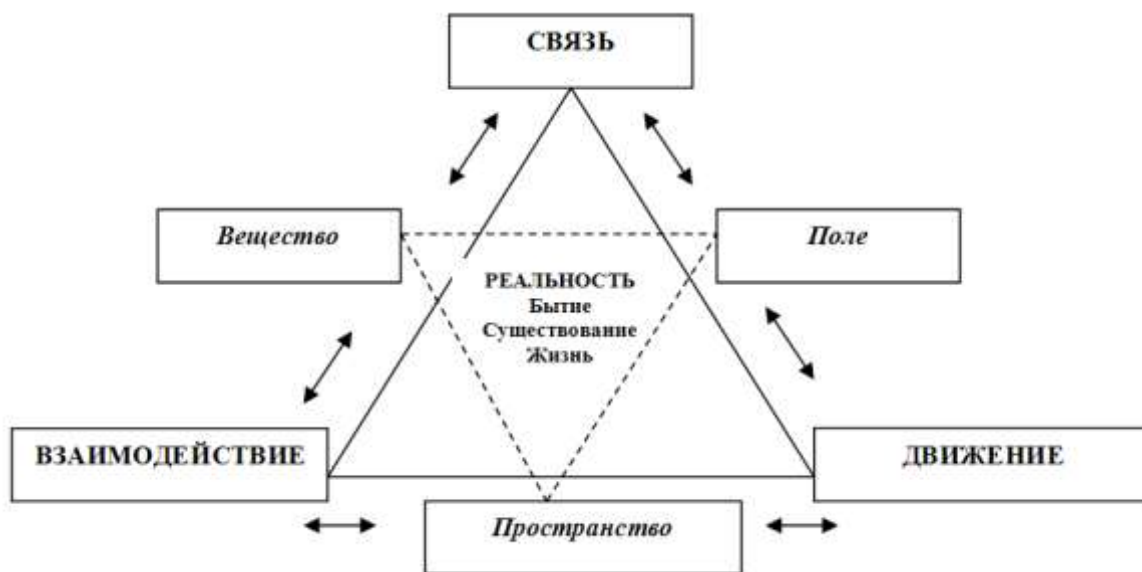 СВЯЗЬ
Вещество
Поле
РЕАЛЬНОСТЬ
Бытие
Существование
Жизнь
ВЗАИМОДЕЙСТВИЕ
ДВИЖЕНИЕ
Пространство